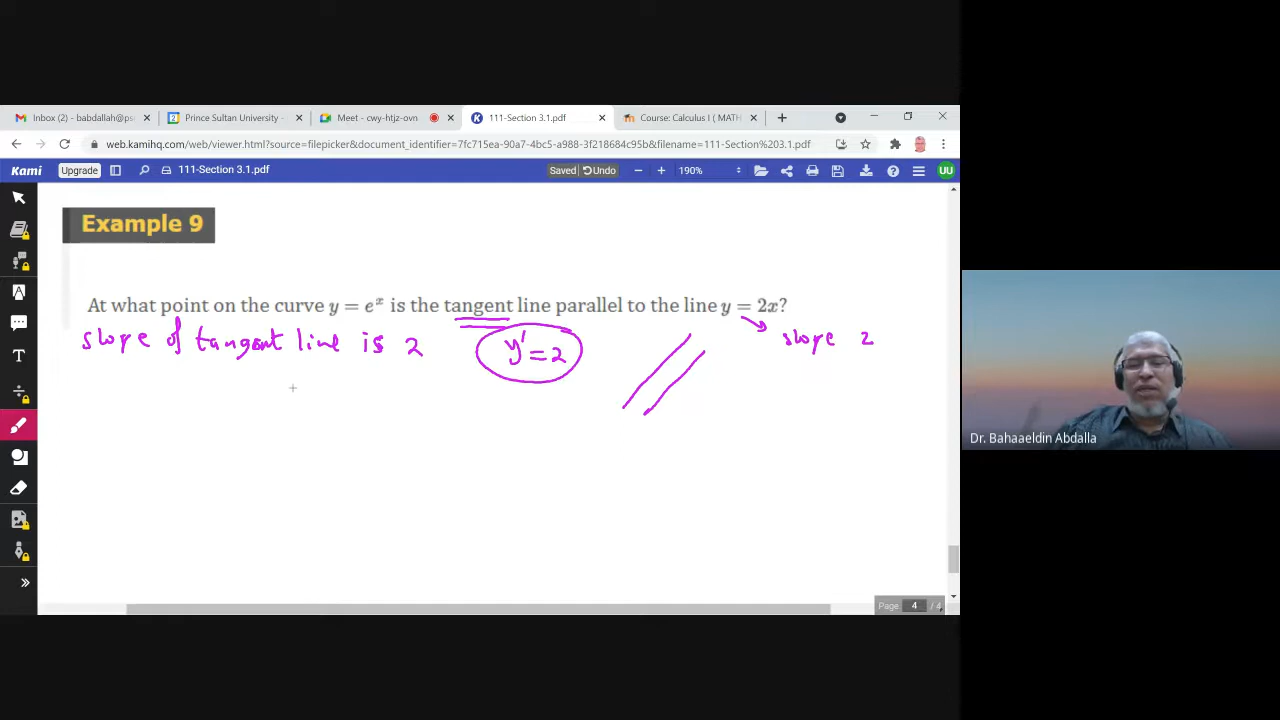 Inbox (2) - babdallah@ps
Prince Sultan University -
Meet - cwy-htjz-ovn
111-Section 3.1.pdf
Course: Calculus I ( MATH
web.kamihq.com/web/viewer.html?source=filepicker&document_identifier=7fc715ea-90a7-4bc5-a988-3f218684c95b&filename=111-Section%203.1.pdf
Kami
Upgrade
111-Section 3.1.pdf
Saved
Undo
190%
UU
Example 9
At what point on the curve y = eˣ is the tangent line parallel to the line y = 2x?
slope of tangent line is 2
y' = 2
slope 2
Dr. Bahaaeldin Abdalla
Page 4 / 4